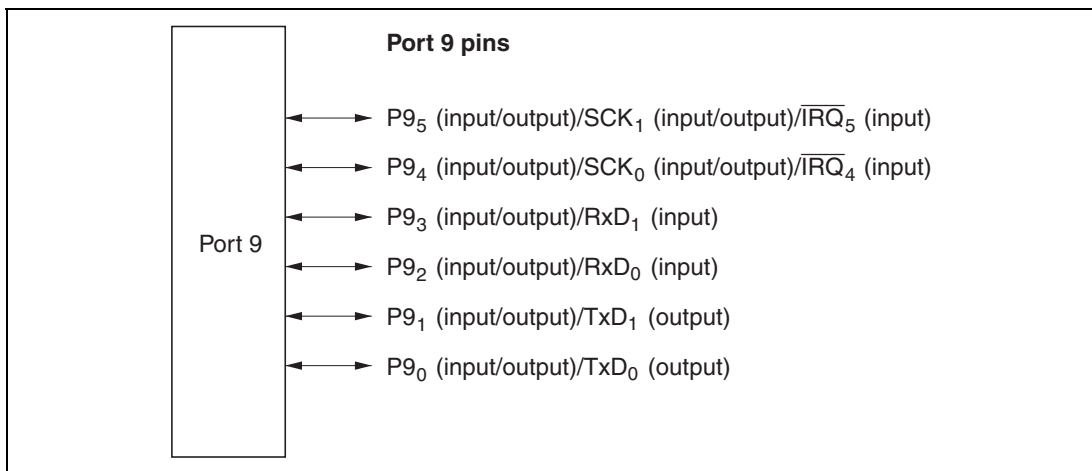 Port 9 pins
P9₅ (input/output)/SCK₁ (input/output)/I̅R̅Q̅₅ (input)
P9₄ (input/output)/SCK₀ (input/output)/I̅R̅Q̅₄ (input)
P9₃ (input/output)/RxD₁ (input)
Port 9
P9₂ (input/output)/RxD₀ (input)
P9₁ (input/output)/TxD₁ (output)
P9₀ (input/output)/TxD₀ (output)